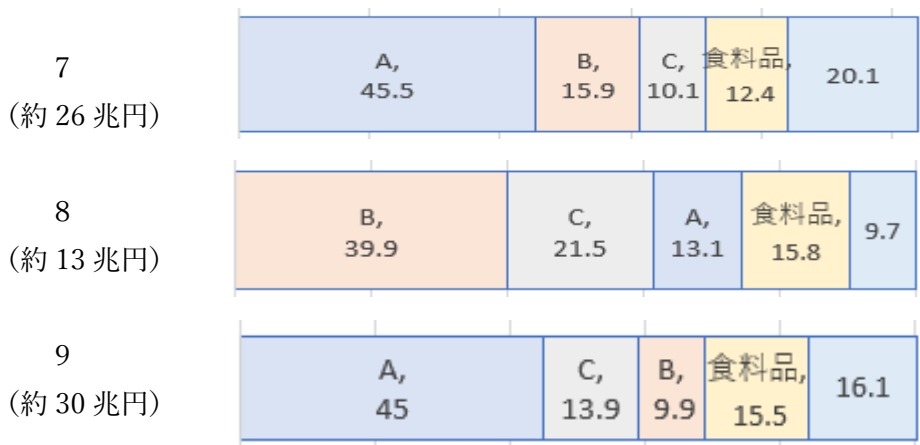 7
(約 26 兆円)
A,
45.5
B,
15.9
C,
10.1
食料品,
12.4
20.1
8
(約 13 兆円)
B,
39.9
C,
21.5
A,
13.1
食料品,
15.8
9.7
9
(約 30 兆円)
A,
45
C,
13.9
B,
9.9
食料品,
15.5
16.1